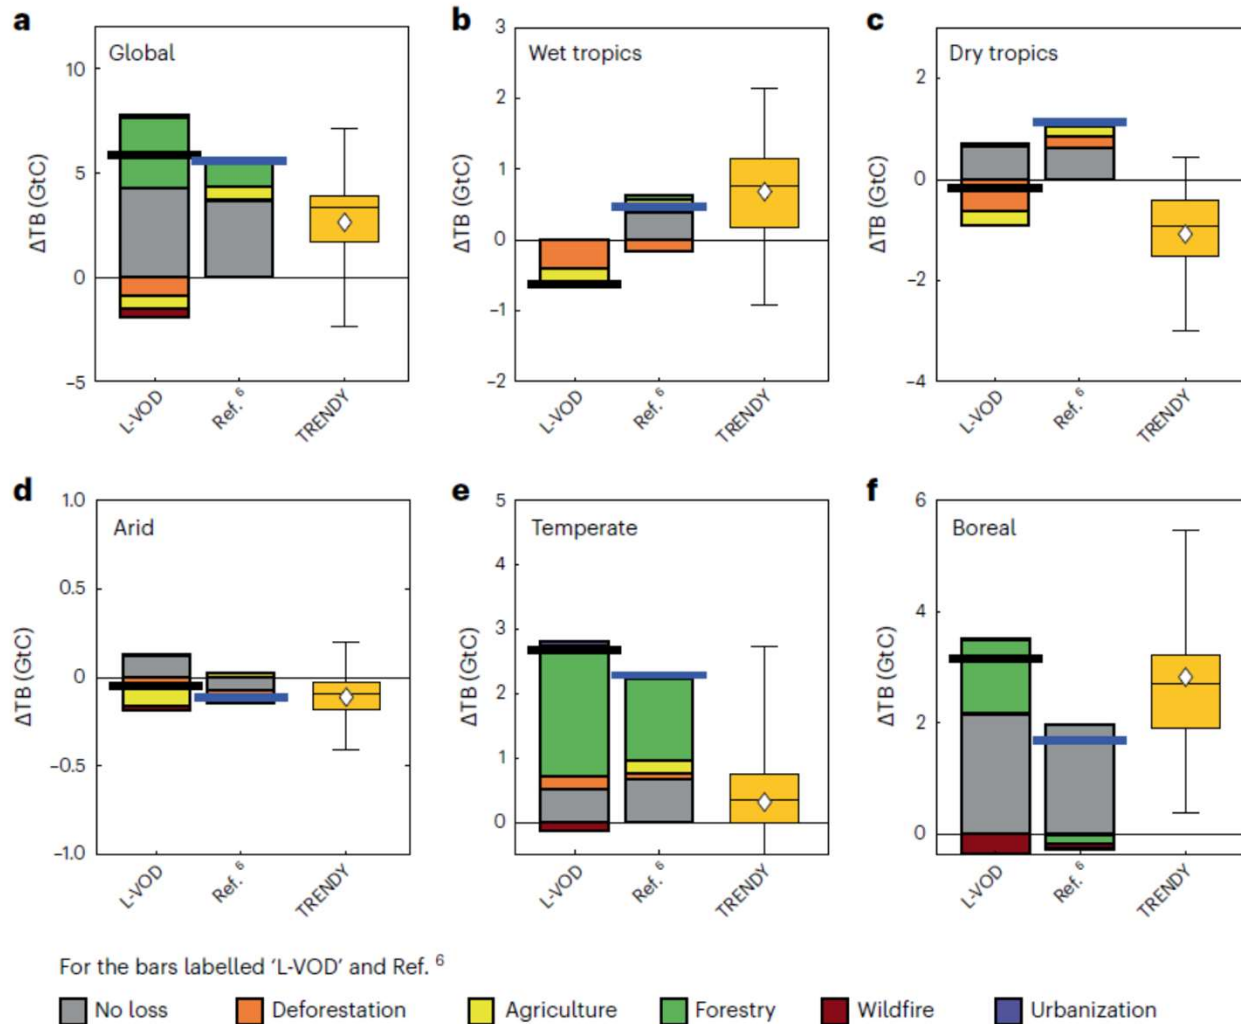 a
Global
ΔTB (GtC)
10
5
0
−5
L-VOD
Ref. 6
TRENDY
b
Wet tropics
ΔTB (GtC)
3
2
1
0
−1
−2
L-VOD
Ref. 6
TRENDY
c
Dry tropics
ΔTB (GtC)
2
0
−2
−4
L-VOD
Ref. 6
TRENDY
d
Arid
ΔTB (GtC)
1.0
0.5
0
−0.5
−1.0
L-VOD
Ref. 6
TRENDY
e
Temperate
ΔTB (GtC)
5
4
3
2
1
0
L-VOD
Ref. 6
TRENDY
f
Boreal
ΔTB (GtC)
6
4
2
0
L-VOD
Ref. 6
TRENDY
For the bars labelled ‘L-VOD’ and Ref. 6
No loss Deforestation Agriculture Forestry Wildfire Urbanization